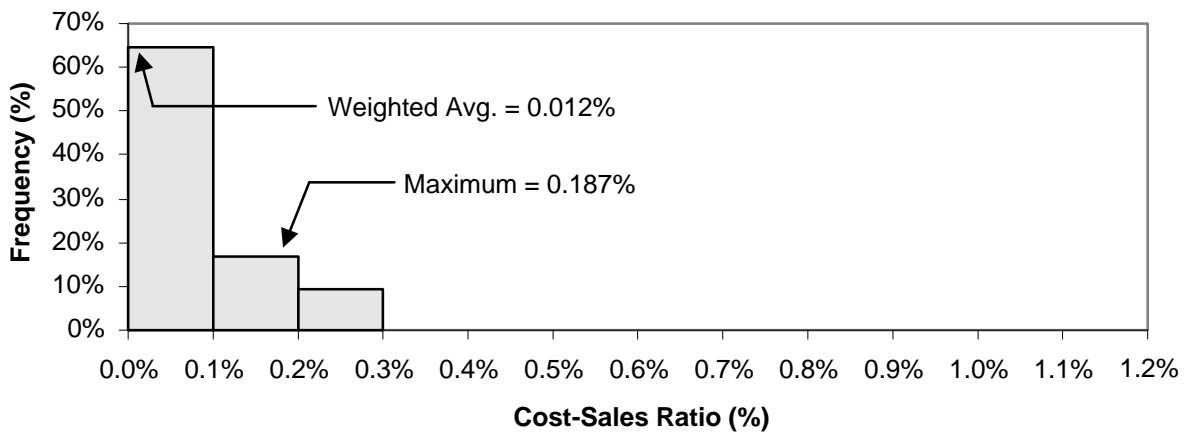 70%
60%
50%
40%
30%
20%
10%
0%
Frequency (%)
Weighted Avg. = 0.012%
Maximum = 0.187%
0.0% 0.1% 0.2% 0.3% 0.4% 0.5% 0.6% 0.7% 0.8% 0.9% 1.0% 1.1% 1.2%
Cost-Sales Ratio (%)